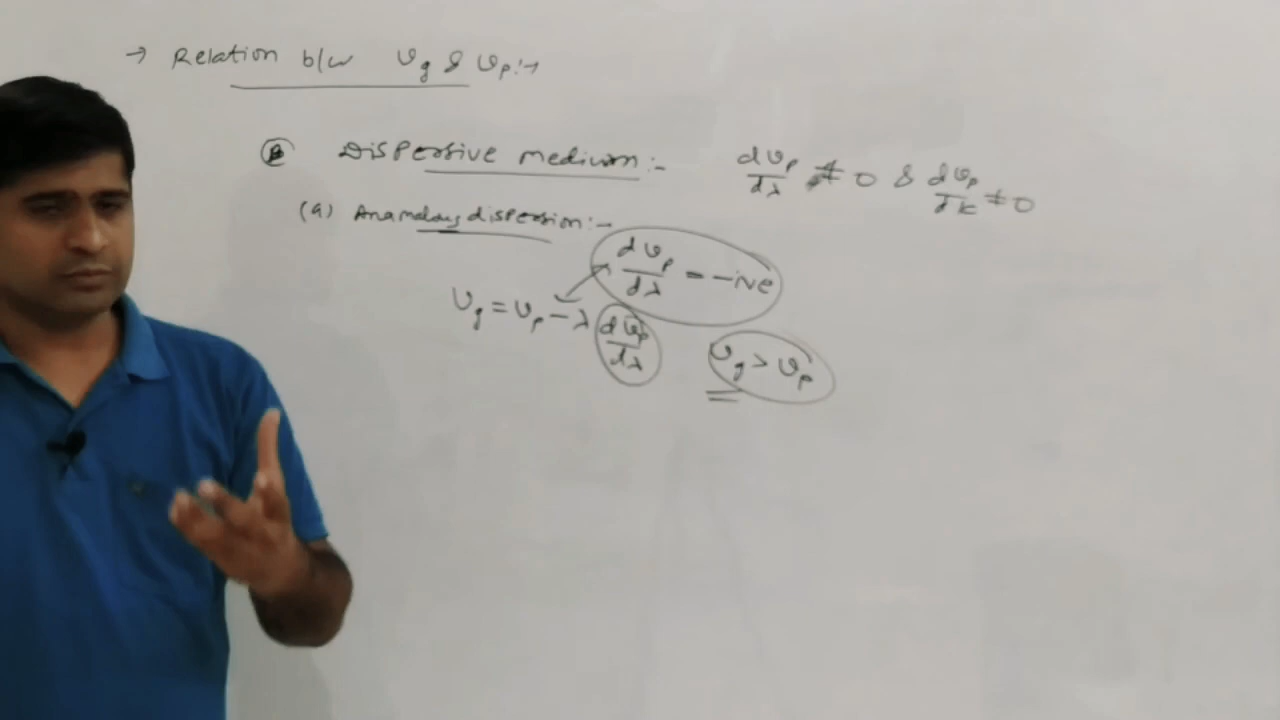 → Relation b/w υg & υp :→
Ⓑ Dispersive medium :- dυp/dλ ≠ 0 & dυp/dk ≠ 0
(a) Anamalous dispersion :-
dυp/dλ = -ive
υg = υp - λ dυp/dλ
υg > υp